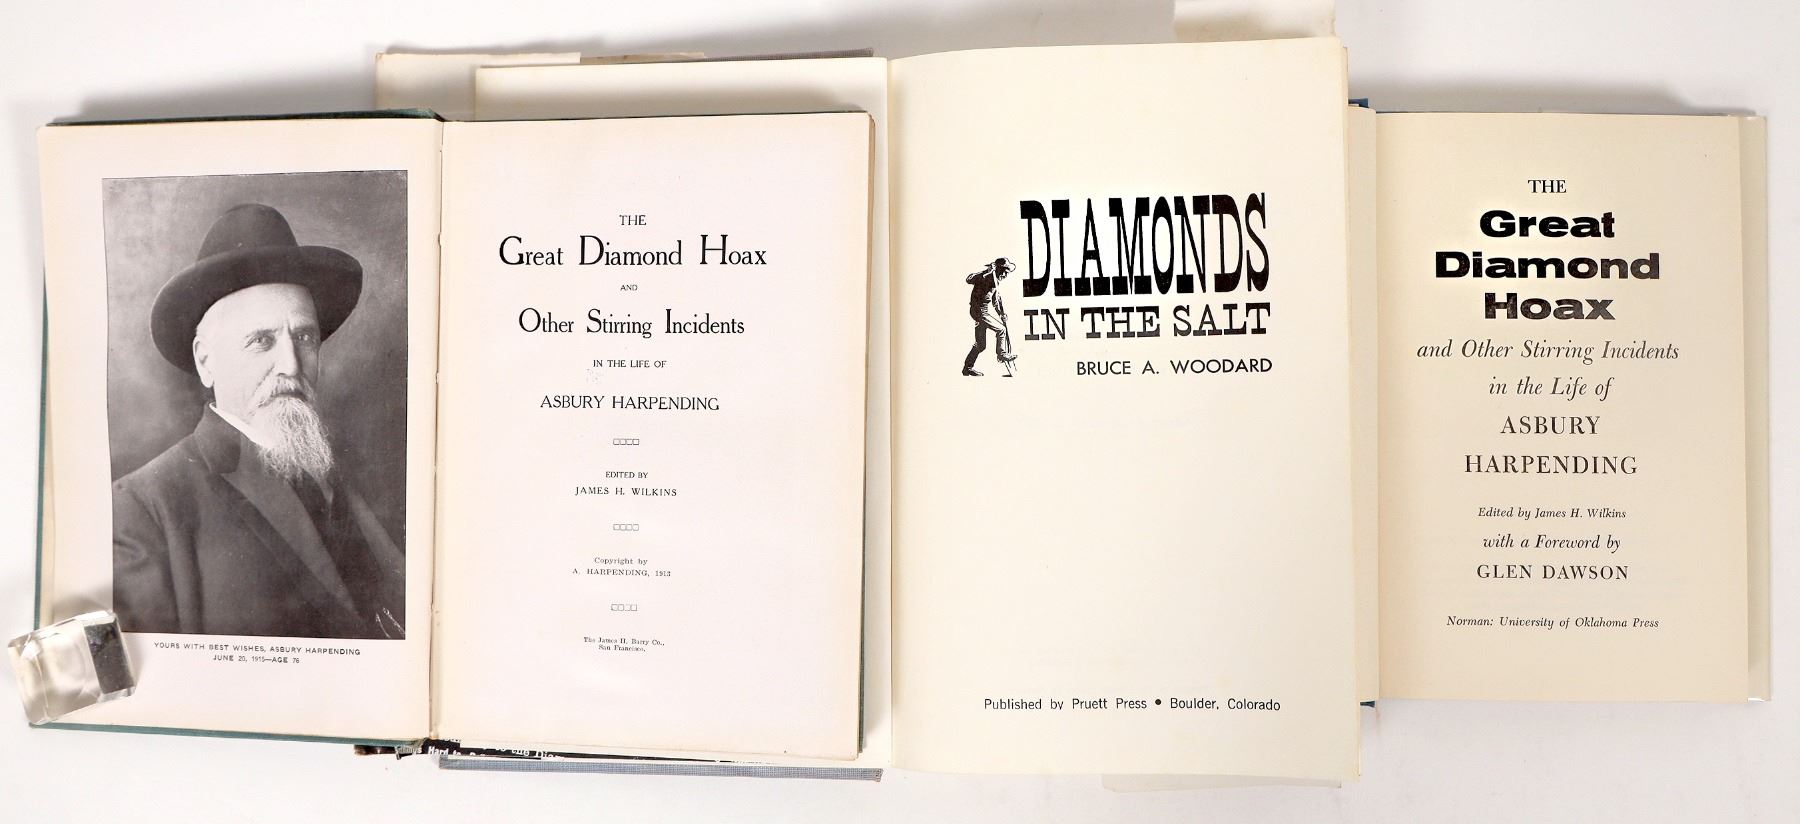 YOURS WITH BEST WISHES, ASBURY HARPENDING
JUNE 20, 1915—AGE 76
THE
Great Diamond Hoax
AND
Other Stirring Incidents
IN THE LIFE OF
ASBURY HARPENDING
EDITED BY
JAMES H. WILKINS
Copyright by
A. HARPENDING, 1913
The James H. Barry Co.,
San Francisco.
DIAMONDS
IN THE SALT
BRUCE A. WOODARD
Published by Pruett Press • Boulder, Colorado
THE
Great
Diamond
Hoax
and Other Stirring Incidents
in the Life of
ASBURY
HARPENDING
Edited by James H. Wilkins
with a Foreword by
GLEN DAWSON
Norman: University of Oklahoma Press